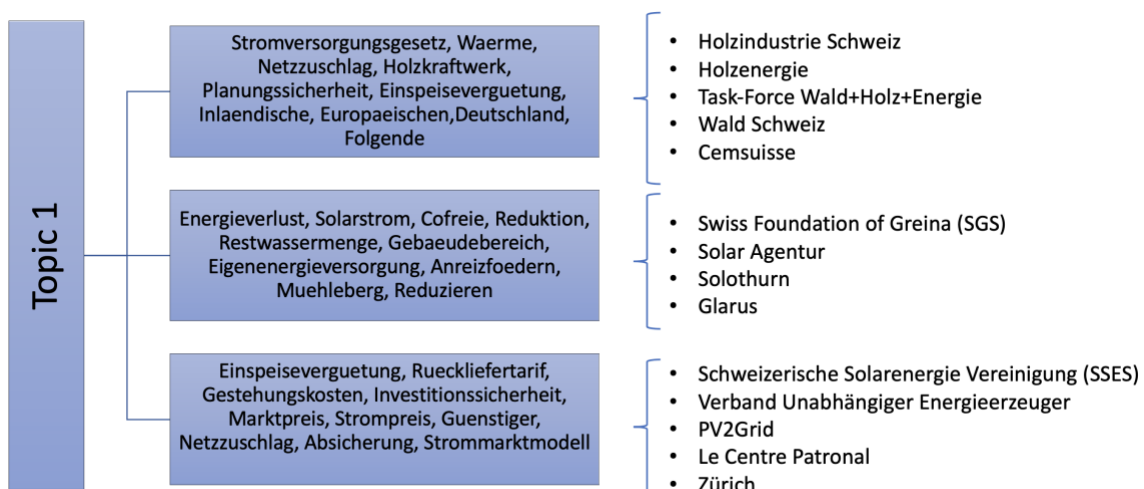 Topic 1
Stromversorgungsgesetz, Waerme,
Netzzuschlag, Holzkraftwerk,
Planungssicherheit, Einspeiseverguetung,
Inlaendische, Europaeischen,Deutschland,
Folgende
• Holzindustrie Schweiz
• Holzenergie
• Task-Force Wald+Holz+Energie
• Wald Schweiz
• Cemsuisse
Energieverlust, Solarstrom, Cofreie, Reduktion,
Restwassermenge, Gebaeudebereich,
Eigenenergieversorgung, Anreizfoedern,
Muehleberg, Reduzieren
• Swiss Foundation of Greina (SGS)
• Solar Agentur
• Solothurn
• Glarus
Einspeiseverguetung, Rueckliefertarif,
Gestehungskosten, Investitionssicherheit,
Marktpreis, Strompreis, Guenstiger,
Netzzuschlag, Absicherung, Strommarktmodell
• Schweizerische Solarenergie Vereinigung (SSES)
• Verband Unabhängiger Energieerzeuger
• PV2Grid
• Le Centre Patronal
• Zürich